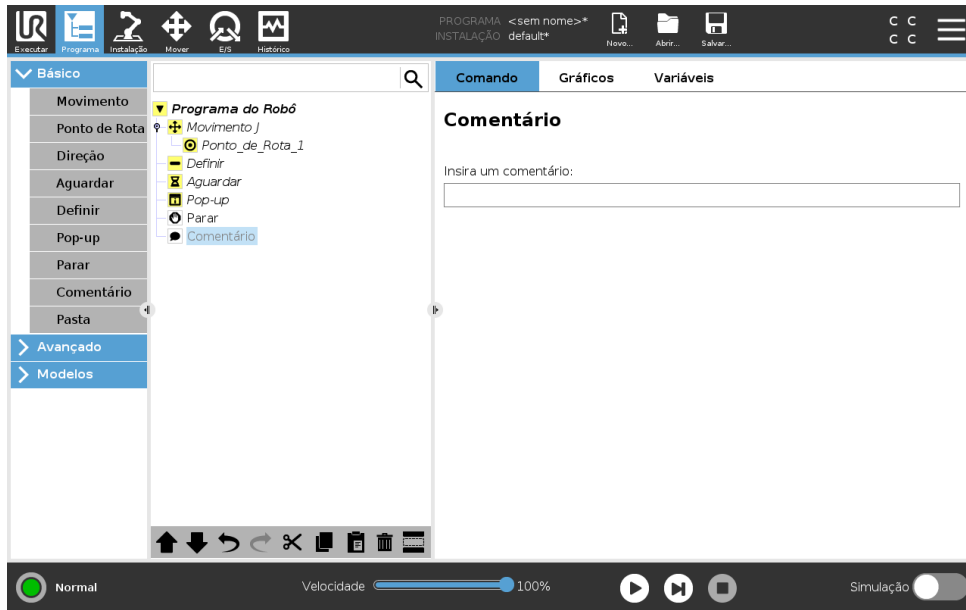 UR
PROGRAMA <sem nome>*
INSTALAÇÃO default*
Executar Programa Instalação Mover E/S Histórico Novo... Abrir... Salvar...
C C
C C
Básico
Movimento
Ponto de Rota
Direção
Aguardar
Definir
Pop-up
Parar
Comentário
Pasta
Avançado
Modelos
Programa do Robô
Movimento J
Ponto_de_Rota_1
Definir
Aguardar
Pop-up
Parar
Comentário
Comando Gráficos Variáveis
Comentário
Insira um comentário:
Normal
Velocidade 100%
Simulação